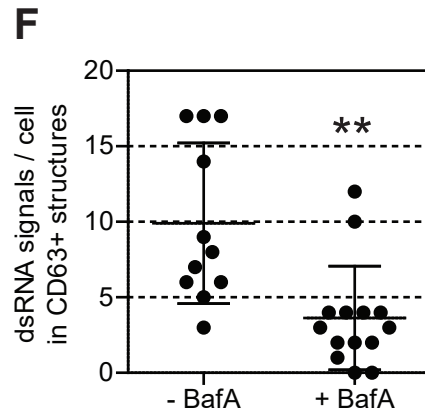 F
dsRNA signals / cell
in CD63+ structures
20
15
10
5
0
**
- BafA
+ BafA